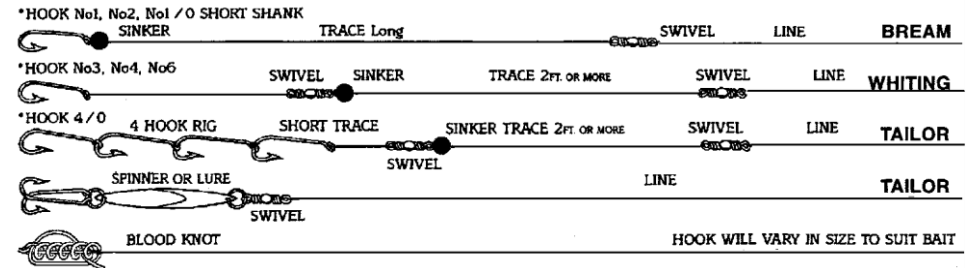 *HOOK No1, No2, No1 /0 SHORT SHANK
SINKER TRACE Long SWIVEL LINE BREAM
*HOOK No3, No4, No6
SWIVEL SINKER TRACE 2FT. OR MORE SWIVEL LINE WHITING
*HOOK 4/0
4 HOOK RIG SHORT TRACE SINKER TRACE 2FT. OR MORE SWIVEL LINE TAILOR
SWIVEL
SPINNER OR LURE LINE TAILOR
SWIVEL
BLOOD KNOT HOOK WILL VARY IN SIZE TO SUIT BAIT